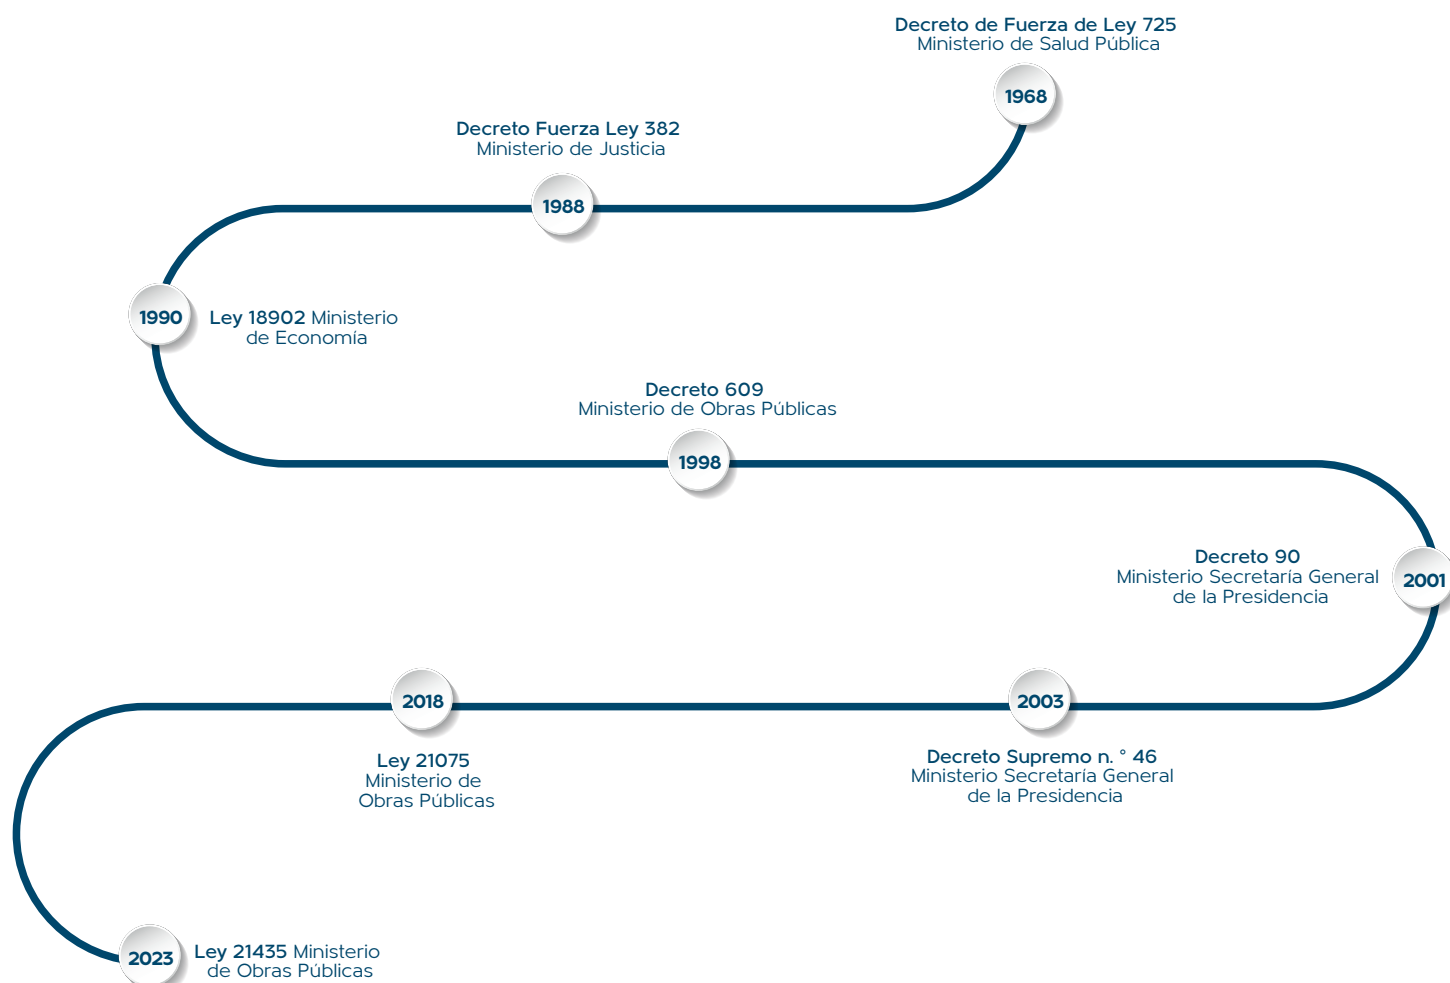 Decreto de Fuerza de Ley 725
Ministerio de Salud Pública
1968
Decreto Fuerza Ley 382
Ministerio de Justicia
1988
1990
Ley 18902 Ministerio
de Economía
Decreto 609
Ministerio de Obras Públicas
1998
Decreto 90
Ministerio Secretaría General
de la Presidencia
2001
2003
Decreto Supremo n. ° 46
Ministerio Secretaría General
de la Presidencia
2018
Ley 21075
Ministerio de
Obras Públicas
2023
Ley 21435 Ministerio
de Obras Públicas